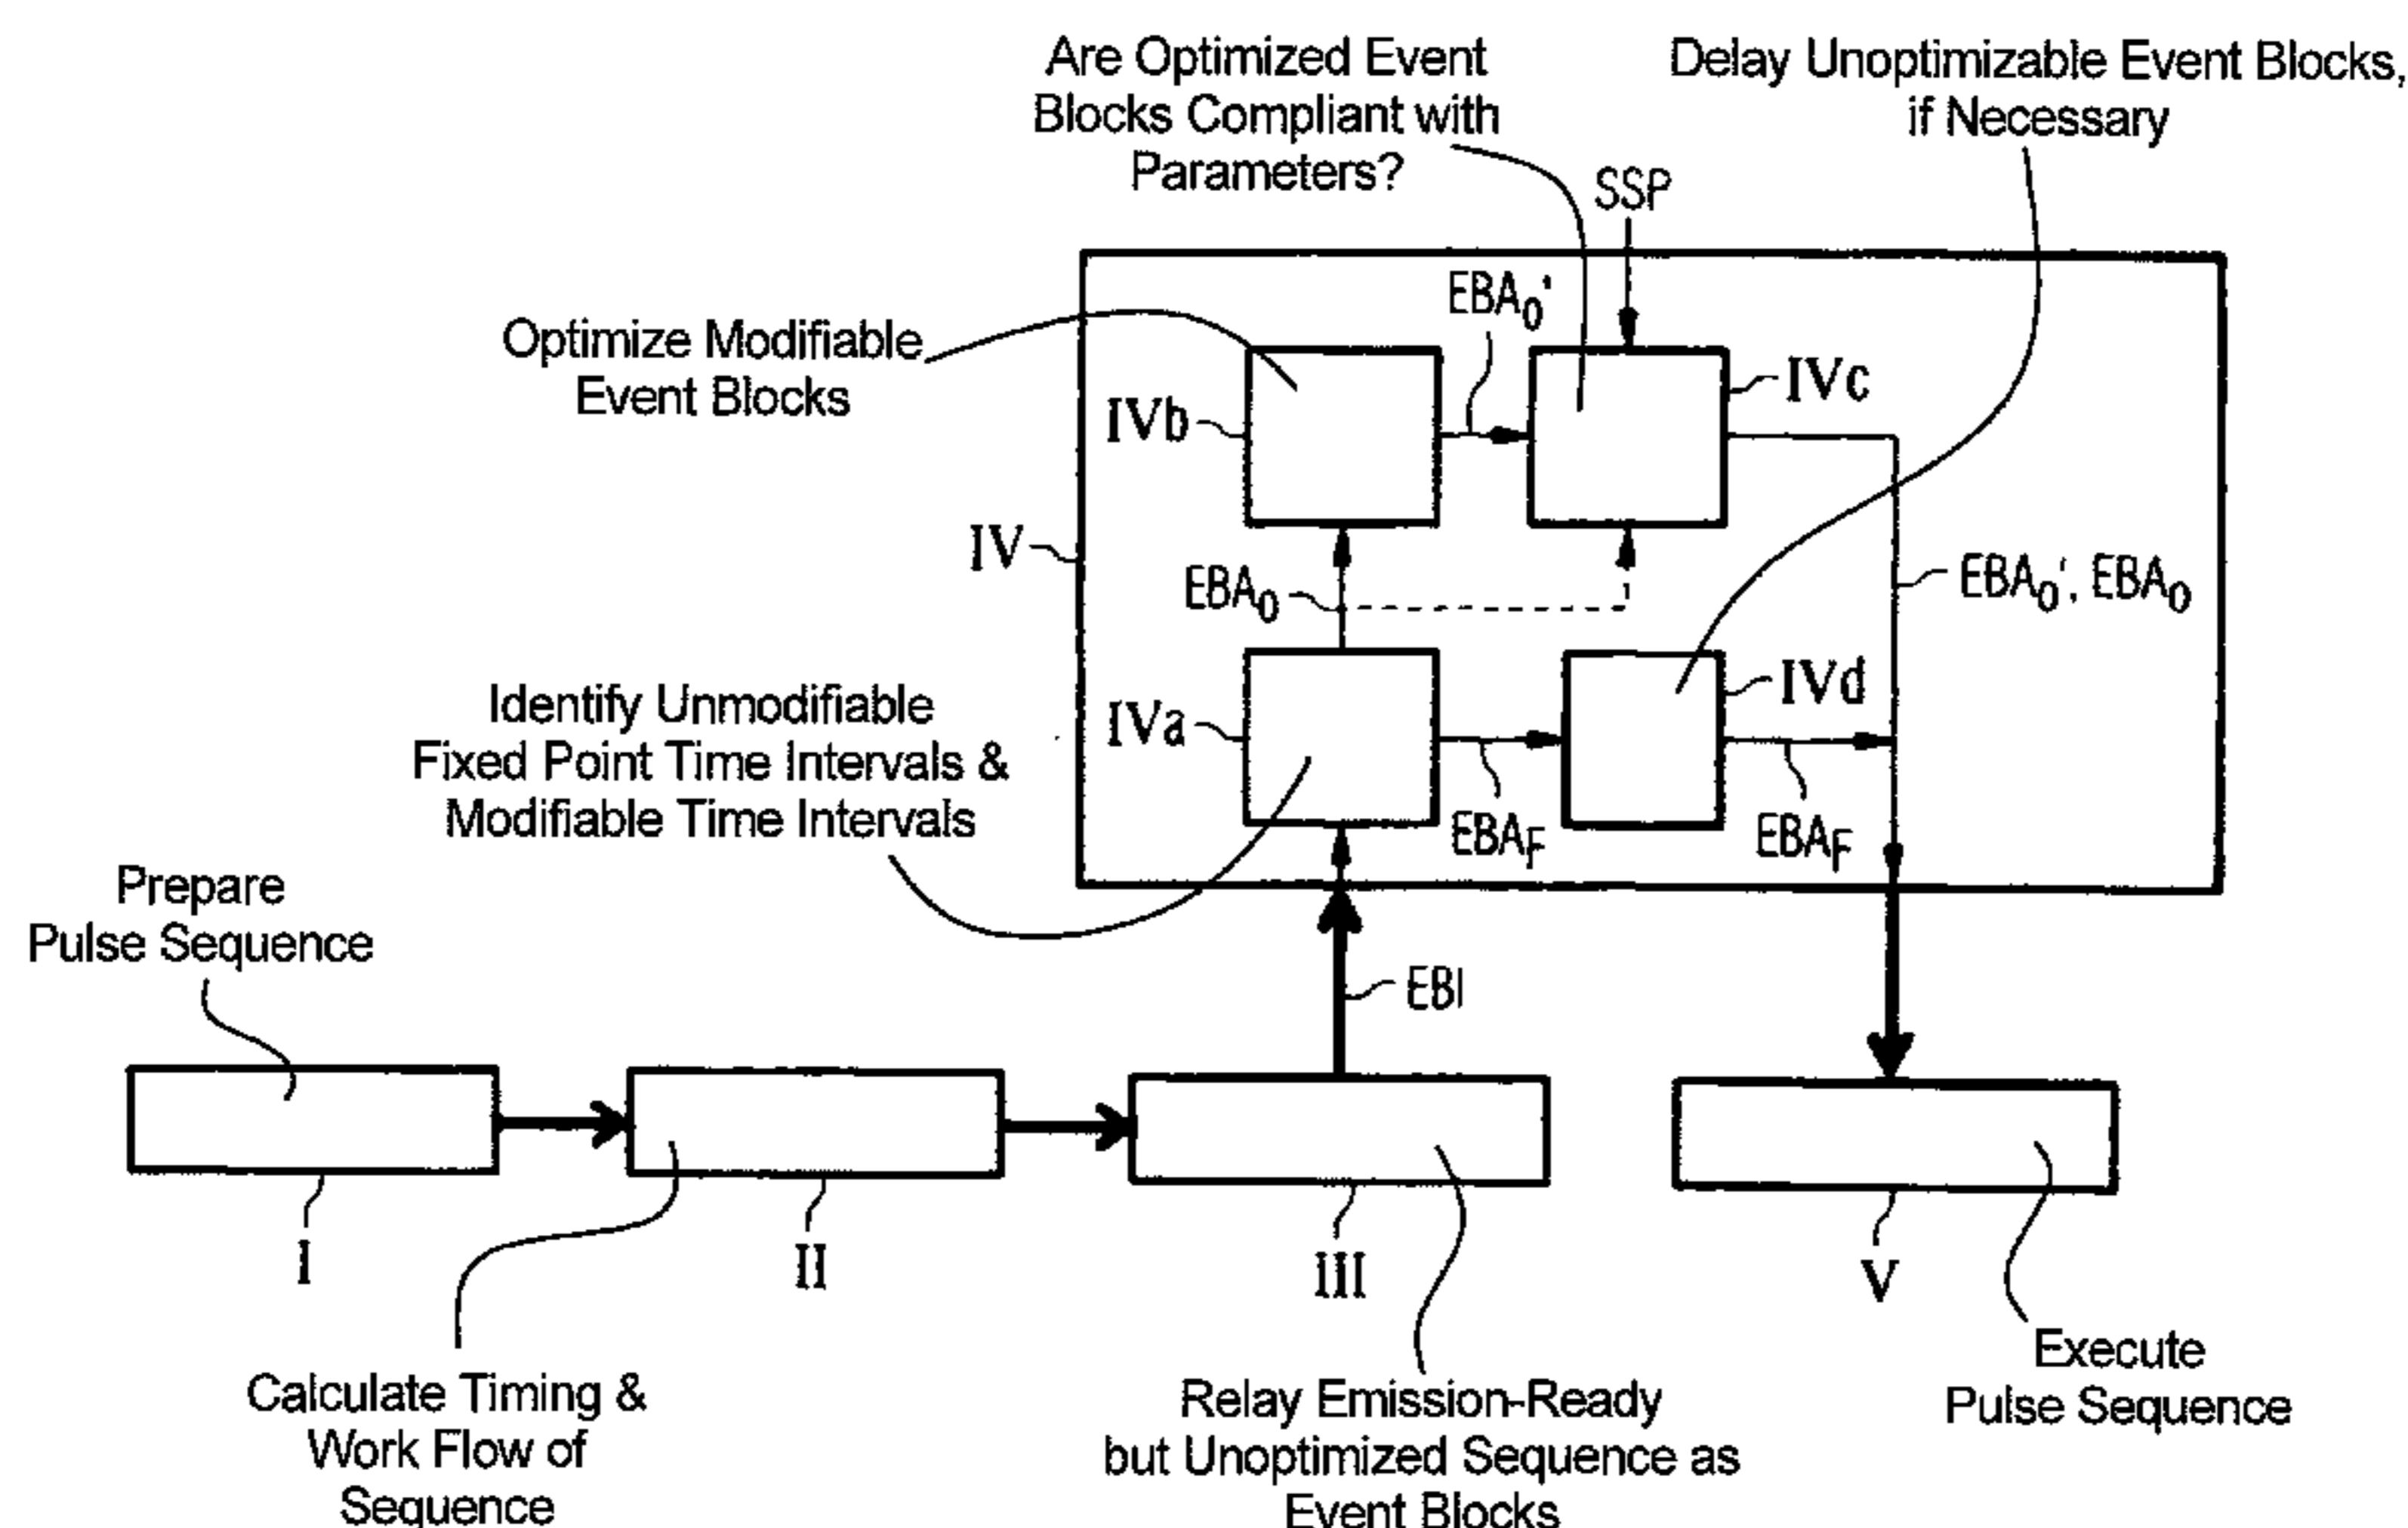 Are Optimized Event
Blocks Compliant with
Parameters?
Delay Unoptimizable Event Blocks,
if Necessary
SSP
EBA₀'
Optimize Modifiable
Event Blocks
IVb
IVc
IV
EBA₀
EBA₀', EBA₀
Identify Unmodifiable
Fixed Point Time Intervals &
Modifiable Time Intervals
IVa
IVd
EBA_F
EBA_F
Prepare
Pulse Sequence
EBI
I
II
III
V
Calculate Timing &
Work Flow of
Sequence
Relay Emission-Ready
but Unoptimized Sequence as
Event Blocks
Execute
Pulse Sequence